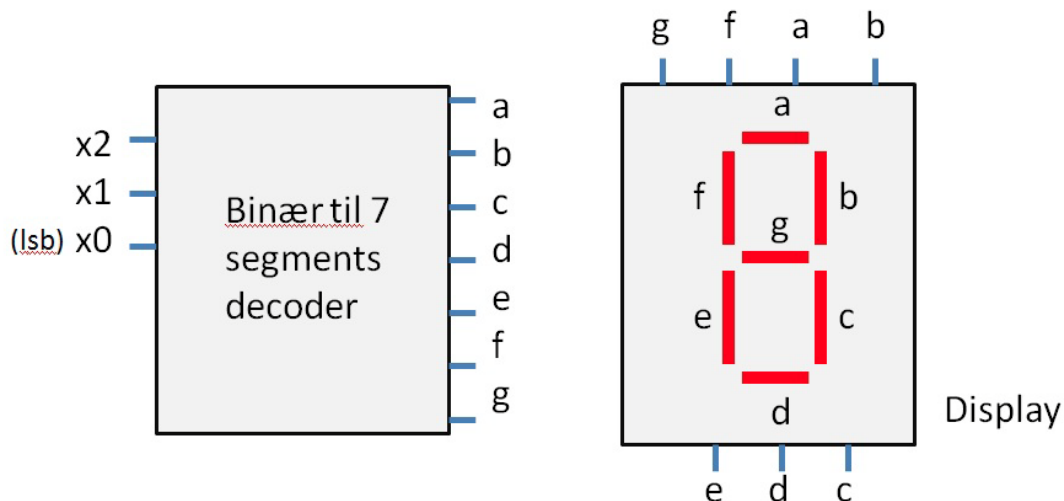 x2
x1
(lsb) x0
Binær til 7
segments
decoder
a
b
c
d
e
f
g
g f a b
a
f b
g
e c
d
e d c
Display